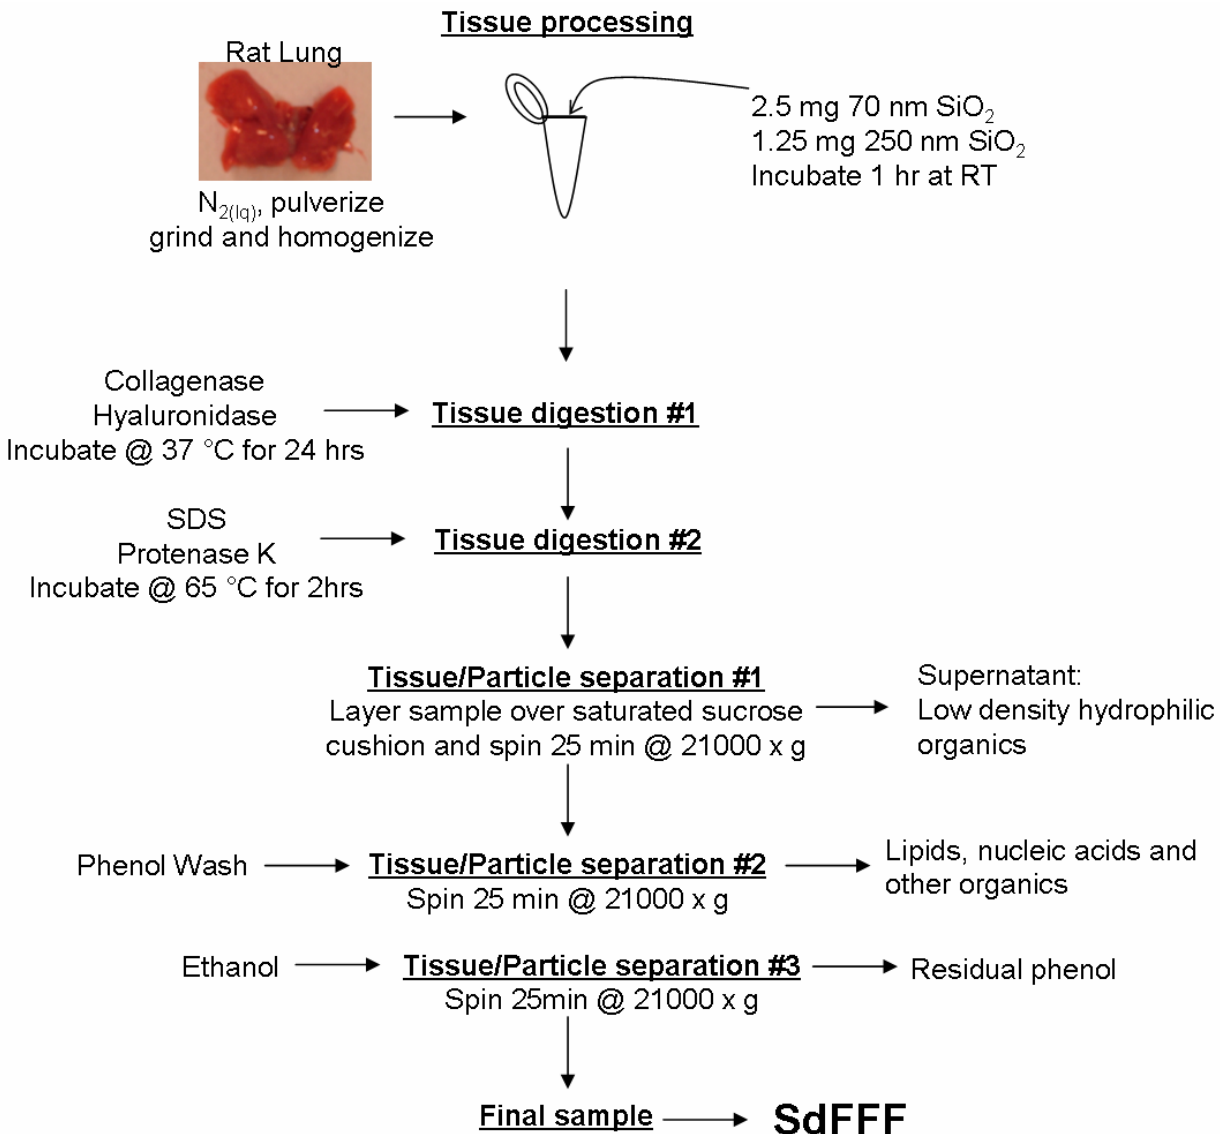 Tissue processing
Rat Lung
2.5 mg 70 nm SiO₂
1.25 mg 250 nm SiO₂
Incubate 1 hr at RT
N₂₍lq₎, pulverize
grind and homogenize
Collagenase
Hyaluronidase
Incubate @ 37 °C for 24 hrs
Tissue digestion #1
SDS
Protenase K
Incubate @ 65 °C for 2hrs
Tissue digestion #2
Tissue/Particle separation #1
Layer sample over saturated sucrose
cushion and spin 25 min @ 21000 x g
Supernatant:
Low density hydrophilic
organics
Phenol Wash
Tissue/Particle separation #2
Spin 25 min @ 21000 x g
Lipids, nucleic acids and
other organics
Ethanol
Tissue/Particle separation #3
Spin 25min @ 21000 x g
Residual phenol
Final sample
SdFFF